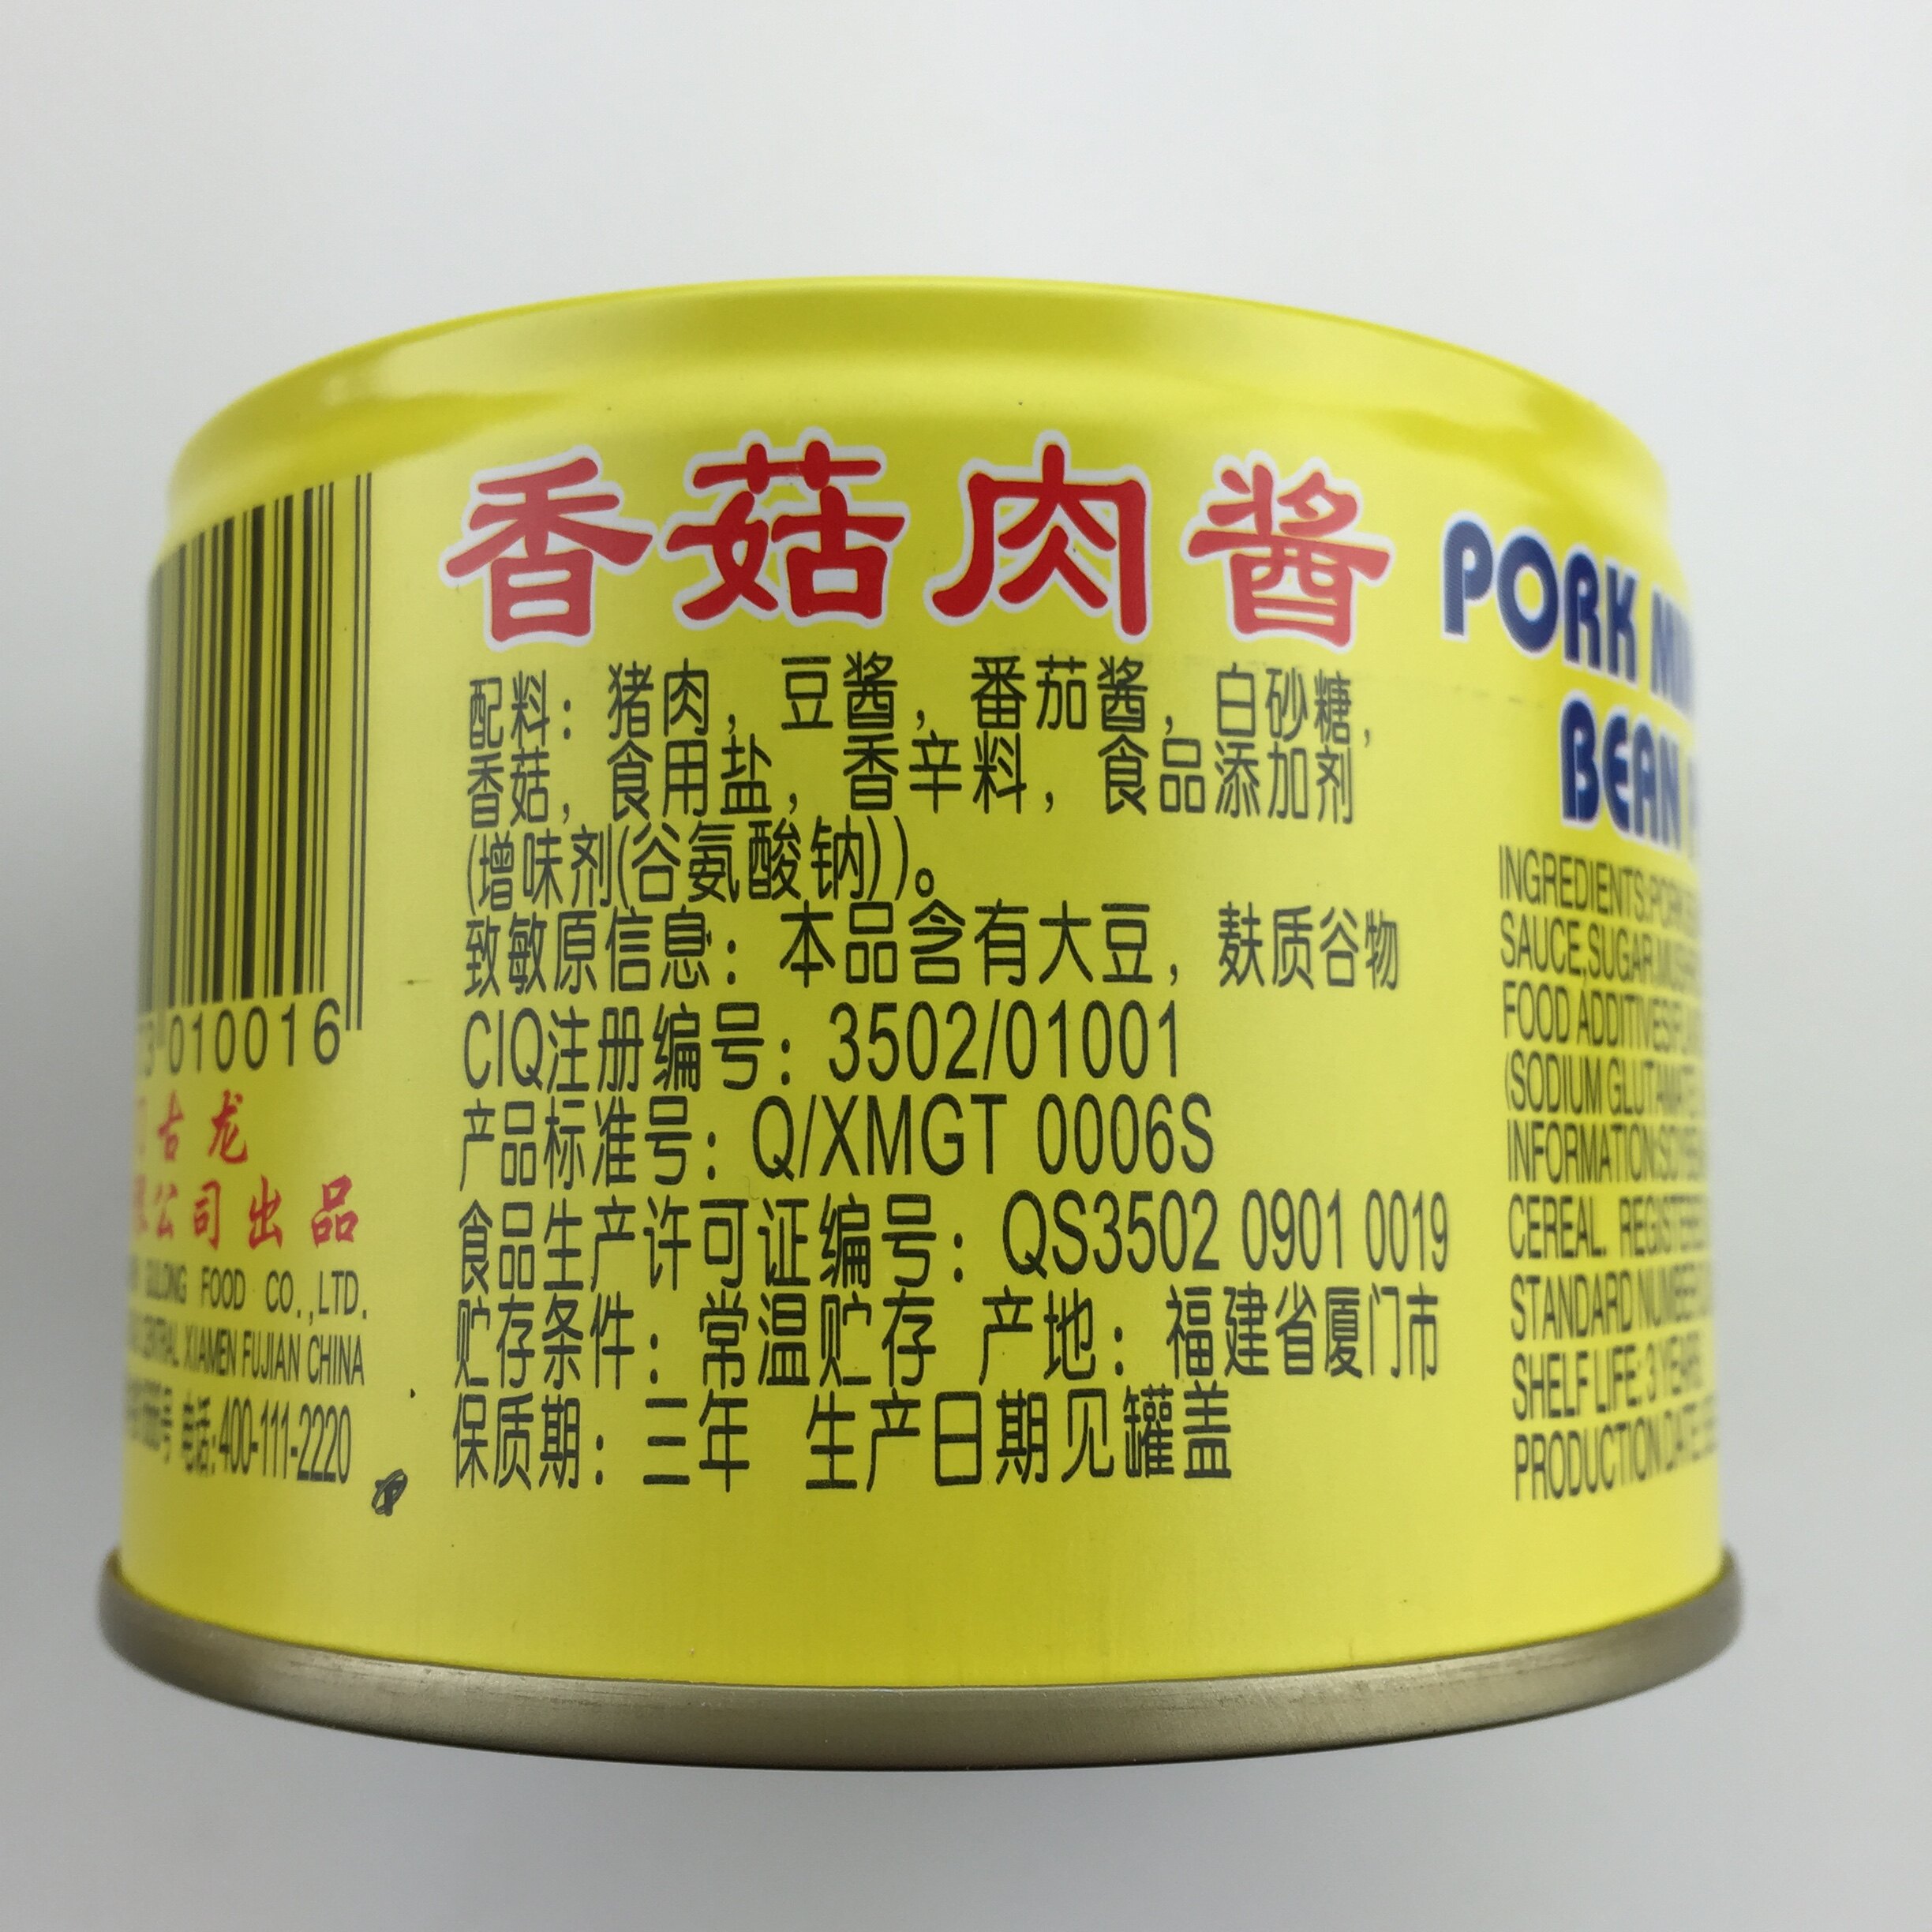 香菇肉酱
配料：猪肉，豆酱，番茄酱，白砂糖，
香菇，食用盐，香辛料，食品添加剂
(增味剂(谷氨酸钠))。
致敏原信息：本品含有大豆，麸质谷物
CIQ注册编号：3502/01001
产品标准号：Q/XMGT 0006S
食品生产许可证编号：QS3502 0901 0019
贮存条件：常温贮存 产地：福建省厦门市
保质期：三年 生产日期见罐盖
010016
古龙
公司出品
GULONG FOOD CO.,LTD.
XIAMEN FUJIAN CHINA
号 电话:400-111-2220
PORK
BEAN
INGREDIENTS:PORK
SAUCE,SUGAR,
FOOD ADDITIVES
(SODIUM GLUTAMATE
INFORMATION:
CEREAL. REGISTERED
STANDARD NUMBER
SHELF LIFE: 3 YEARS
PRODUCTION DATE: